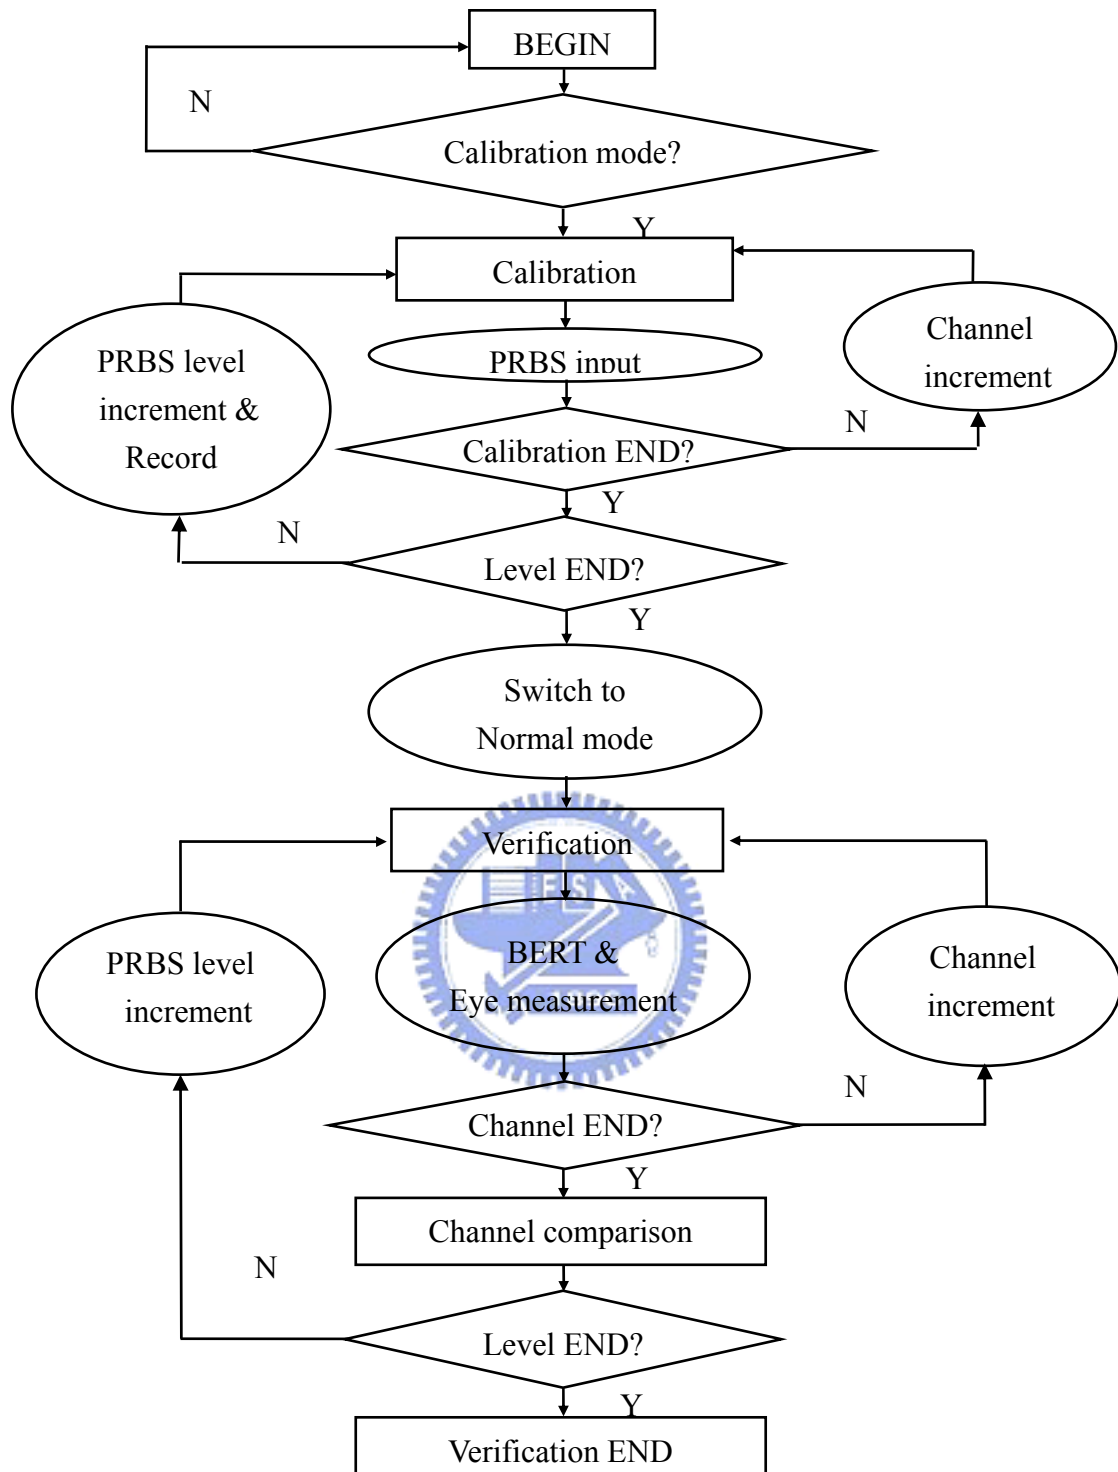 BEGIN
N
Calibration mode?
Y
Calibration
PRBS level
increment &
Record
PRBS input
Channel
increment
Calibration END?
N
Y
N
Level END?
Y
Switch to
Normal mode
Verification
PRBS level
increment
BERT &
Eye measurement
Channel
increment
N
Channel END?
Y
Channel comparison
N
Level END?
Y
Verification END